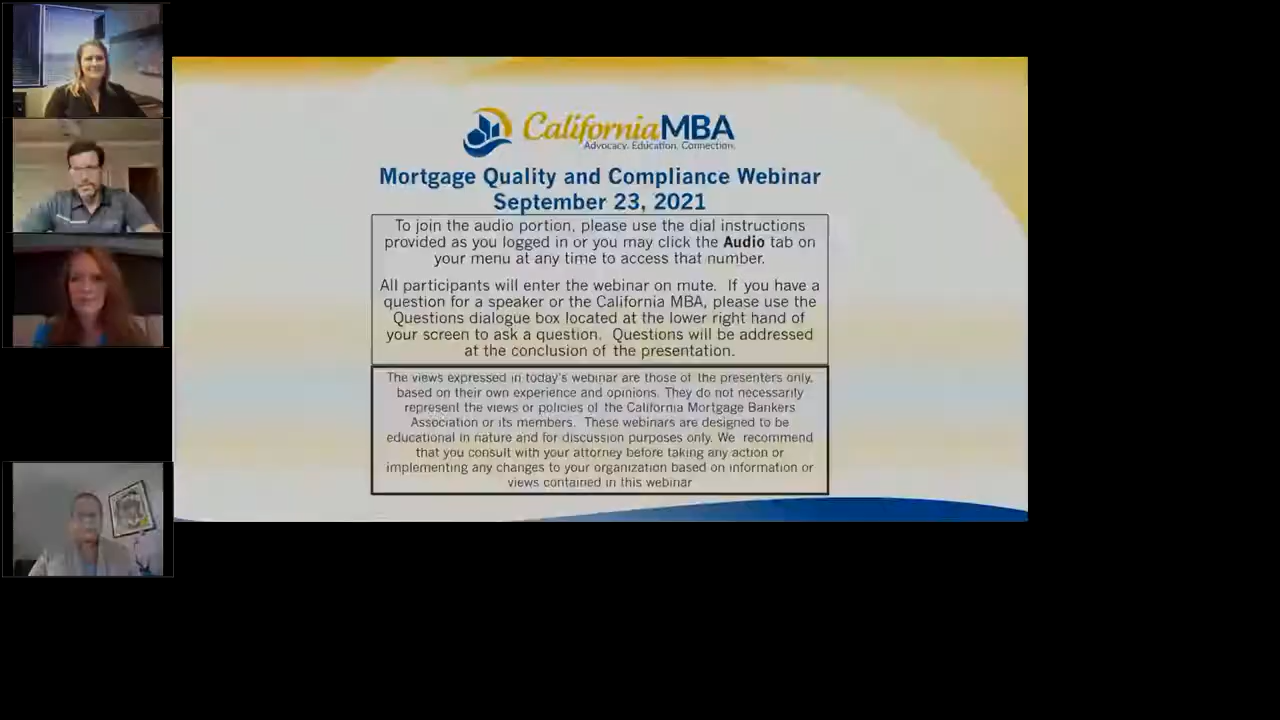 CaliforniaMBA
Advocacy. Education. Connection.
Mortgage Quality and Compliance Webinar
September 23, 2021
To join the audio portion, please use the dial instructions
provided as you logged in or you may click the Audio tab on
your menu at any time to access that number.
All participants will enter the webinar on mute. If you have a
question for a speaker or the California MBA, please use the
Questions dialogue box located at the lower right hand of
your screen to ask a question. Questions will be addressed
at the conclusion of the presentation.
The views expressed in today's webinar are those of the presenters only,
based on their own experience and opinions. They do not necessarily
represent the views or policies of the California Mortgage Bankers
Association or its members. These webinars are designed to be
educational in nature and for discussion purposes only. We recommend
that you consult with your attorney before taking any action or
implementing any changes to your organization based on information or
views contained in this webinar